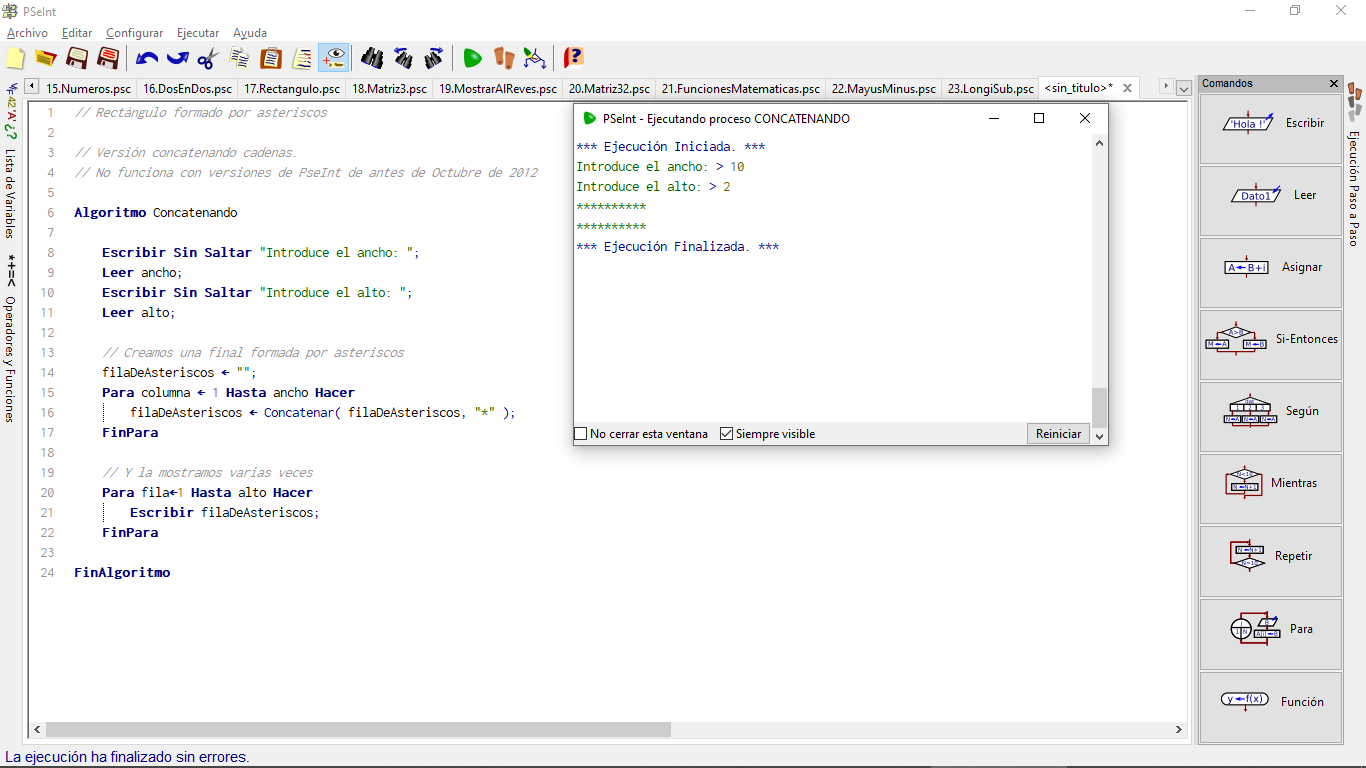 PSeInt
Archivo Editar Configurar Ejecutar Ayuda
15.Numeros.psc 16.DosEnDos.psc 17.Rectangulo.psc 18.Matriz3.psc 19.MostrarAlReves.psc 20.Matriz32.psc 21.FuncionesMatematicas.psc 22.MayusMinus.psc 23.LongiSub.psc <sin_titulo>*
Lista de Variables
*+=<
Operadores y Funciones
1 // Rectángulo formado por asteriscos
2
3 // Versión concatenando cadenas.
4 // No funciona con versiones de PseInt de antes de Octubre de 2012
5
6 Algoritmo Concatenando
7
8 Escribir Sin Saltar "Introduce el ancho: ";
9 Leer ancho;
10 Escribir Sin Saltar "Introduce el alto: ";
11 Leer alto;
12
13 // Creamos una final formada por asteriscos
14 filaDeAsteriscos ← "";
15 Para columna ← 1 Hasta ancho Hacer
16 filaDeAsteriscos ← Concatenar( filaDeAsteriscos, "*" );
17 FinPara
18
19 // Y la mostramos varias veces
20 Para fila←1 Hasta alto Hacer
21 Escribir filaDeAsteriscos;
22 FinPara
23
24 FinAlgoritmo
PSeInt - Ejecutando proceso CONCATENANDO
*** Ejecución Iniciada. ***
Introduce el ancho: > 10
Introduce el alto: > 2
**********
**********
*** Ejecución Finalizada. ***
No cerrar esta ventana Siempre visible Reiniciar
Comandos
'Hola !' Escribir
Dato1 Leer
A←B+i Asignar
A>B M←A M←B Si-Entonces
Según
Mientras
Repetir
Para
y←f(x) Función
Ejecución Paso a Paso
La ejecución ha finalizado sin errores.